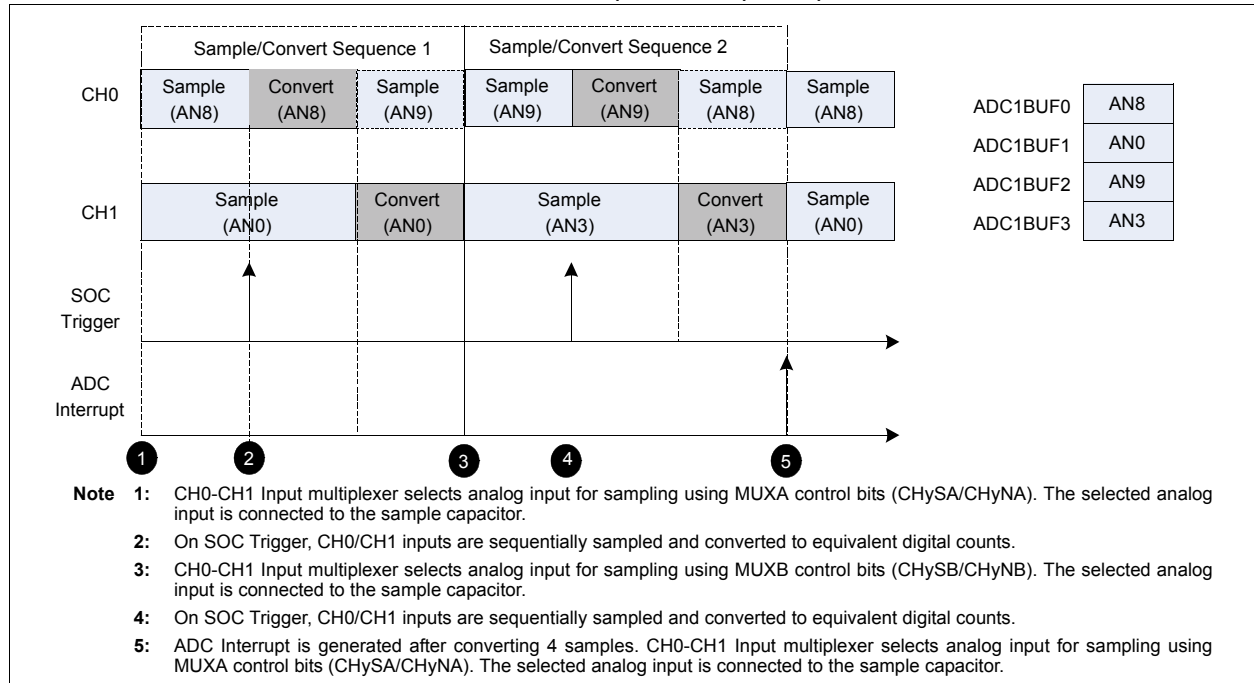 Sample/Convert Sequence 1
Sample/Convert Sequence 2
CH0
Sample
(AN8)
Convert
(AN8)
Sample
(AN9)
Sample
(AN9)
Convert
(AN9)
Sample
(AN8)
Sample
(AN8)
CH1
Sample
(AN0)
Convert
(AN0)
Sample
(AN3)
Convert
(AN3)
Sample
(AN0)
ADC1BUF0 AN8
ADC1BUF1 AN0
ADC1BUF2 AN9
ADC1BUF3 AN3
SOC
Trigger
ADC
Interrupt
1 2 3 4 5
Note 1: CH0-CH1 Input multiplexer selects analog input for sampling using MUXA control bits (CHySA/CHyNA). The selected analog
input is connected to the sample capacitor.
2: On SOC Trigger, CH0/CH1 inputs are sequentially sampled and converted to equivalent digital counts.
3: CH0-CH1 Input multiplexer selects analog input for sampling using MUXB control bits (CHySB/CHyNB). The selected analog
input is connected to the sample capacitor.
4: On SOC Trigger, CH0/CH1 inputs are sequentially sampled and converted to equivalent digital counts.
5: ADC Interrupt is generated after converting 4 samples. CH0-CH1 Input multiplexer selects analog input for sampling using
MUXA control bits (CHySA/CHyNA). The selected analog input is connected to the sample capacitor.